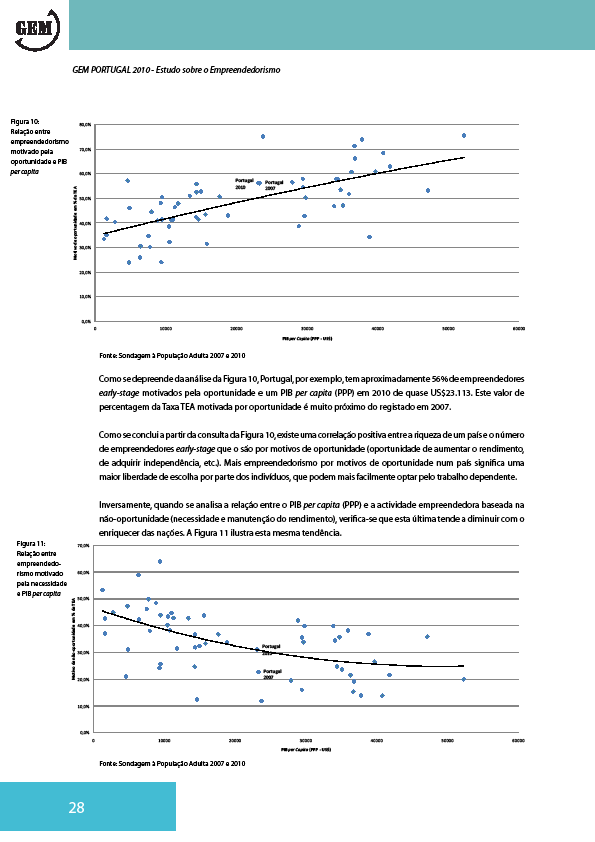 GEM
GEM PORTUGAL 2010 - Estudo sobre o Empreendedorismo
Figura 10:
Relação entre
empreendedorismo
motivado pela
oportunidade e PIB
per capita
80,0%
70,0%
60,0%
50,0%
40,0%
30,0%
20,0%
10,0%
0,0%
Motivo de oportunidade em % da TEA
Portugal
2010
Portugal
2007
0 10000 20000 30000 40000 50000 60000
PIB per Capita (PPP - US$)
Fonte: Sondagem à População Adulta 2007 e 2010
Como se depreende da análise da Figura 10, Portugal, por exemplo, tem aproximadamente 56% de empreendedores
early-stage motivados pela oportunidade e um PIB per capita (PPP) em 2010 de quase US$23.113. Este valor de
percentagem da Taxa TEA motivada por oportunidade é muito próximo do registado em 2007.
Como se conclui a partir da consulta da Figura 10, existe uma correlação positiva entre a riqueza de um país e o número
de empreendedores early-stage que o são por motivos de oportunidade (oportunidade de aumentar o rendimento,
de adquirir independência, etc.). Mais empreendedorismo por motivos de oportunidade num país significa uma
maior liberdade de escolha por parte dos indivíduos, que podem mais facilmente optar pelo trabalho dependente.
Inversamente, quando se analisa a relação entre o PIB per capita (PPP) e a actividade empreendedora baseada na
não-oportunidade (necessidade e manutenção do rendimento), verifica-se que esta última tende a diminuir com o
enriquecer das nações. A Figura 11 ilustra esta mesma tendência.
Figura 11:
Relação entre
empreendedo-
rismo motivado
pela necessidade
e PIB per capita
70,0%
60,0%
50,0%
40,0%
30,0%
20,0%
10,0%
0,0%
Motivo de não-oportunidade em % da TEA
Portugal
2010
Portugal
2007
0 10000 20000 30000 40000 50000 60000
PIB per Capita (PPP - US$)
Fonte: Sondagem à População Adulta 2007 e 2010
28